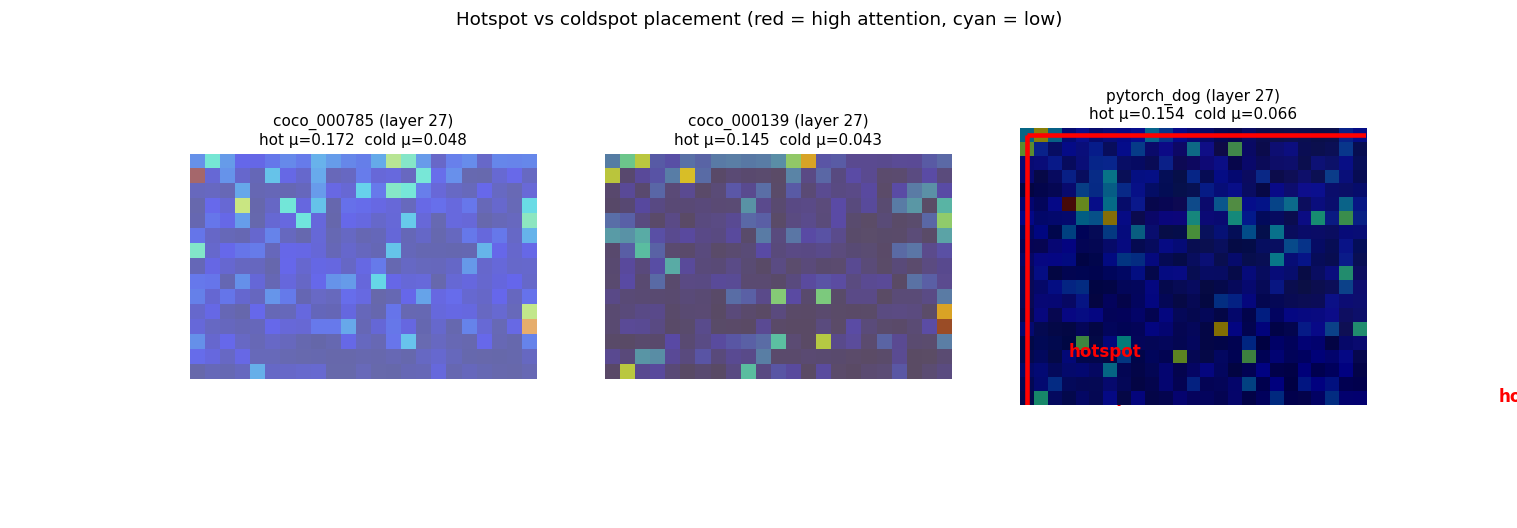 Hotspot vs coldspot placement (red = high attention, cyan = low)
coco_000785 (layer 27)
hot μ=0.172  cold μ=0.048
coco_000139 (layer 27)
hot μ=0.145  cold μ=0.043
pytorch_dog (layer 27)
hot μ=0.154  cold μ=0.066
hotspot
ho